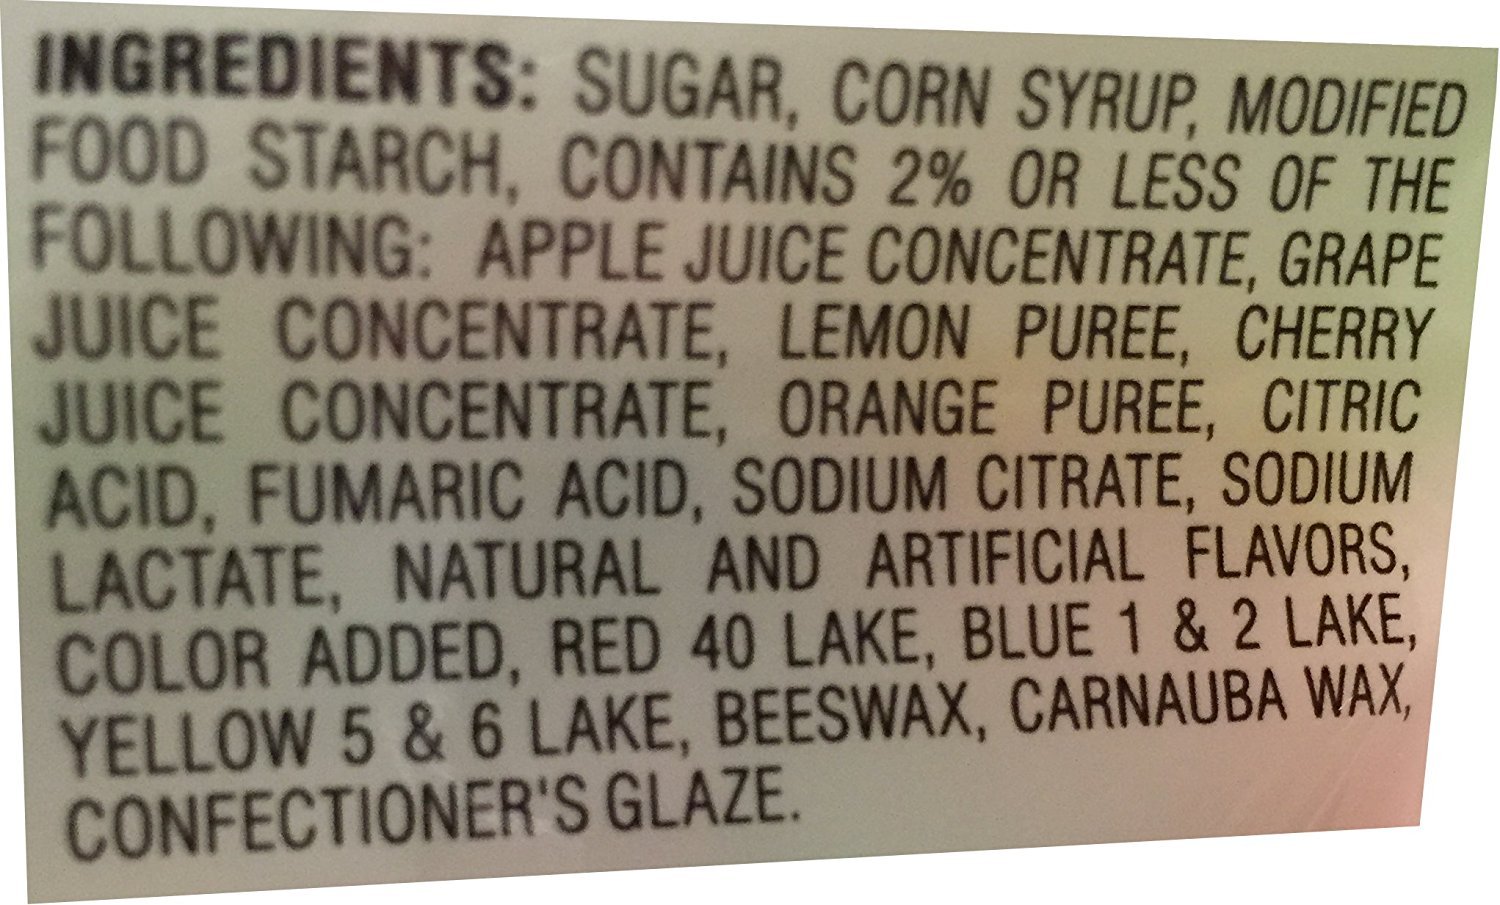 INGREDIENTS: SUGAR, CORN SYRUP, MODIFIED
FOOD STARCH, CONTAINS 2% OR LESS OF THE
FOLLOWING: APPLE JUICE CONCENTRATE, GRAPE
JUICE CONCENTRATE, LEMON PUREE, CHERRY
JUICE CONCENTRATE, ORANGE PUREE, CITRIC
ACID, FUMARIC ACID, SODIUM CITRATE, SODIUM
LACTATE, NATURAL AND ARTIFICIAL FLAVORS,
COLOR ADDED, RED 40 LAKE, BLUE 1 & 2 LAKE,
YELLOW 5 & 6 LAKE, BEESWAX, CARNAUBA WAX,
CONFECTIONER'S GLAZE.